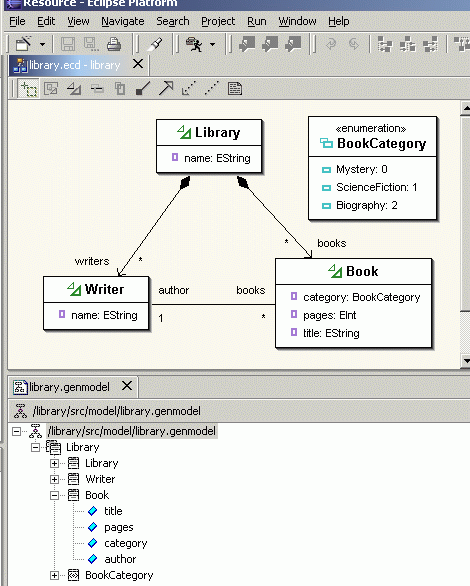 Resource - Eclipse Platform
File Edit View Navigate Search Project Run Window Help
library.ecd - library
Library
name: EString
«enumeration»
BookCategory
Mystery: 0
ScienceFiction: 1
Biography: 2
writers
*
*
books
Writer
name: EString
author
books
1
*
Book
category: BookCategory
pages: EInt
title: EString
library.genmodel
/library/src/model/library.genmodel
/library/src/model/library.genmodel
Library
Library
Writer
Book
title
pages
category
author
BookCategory